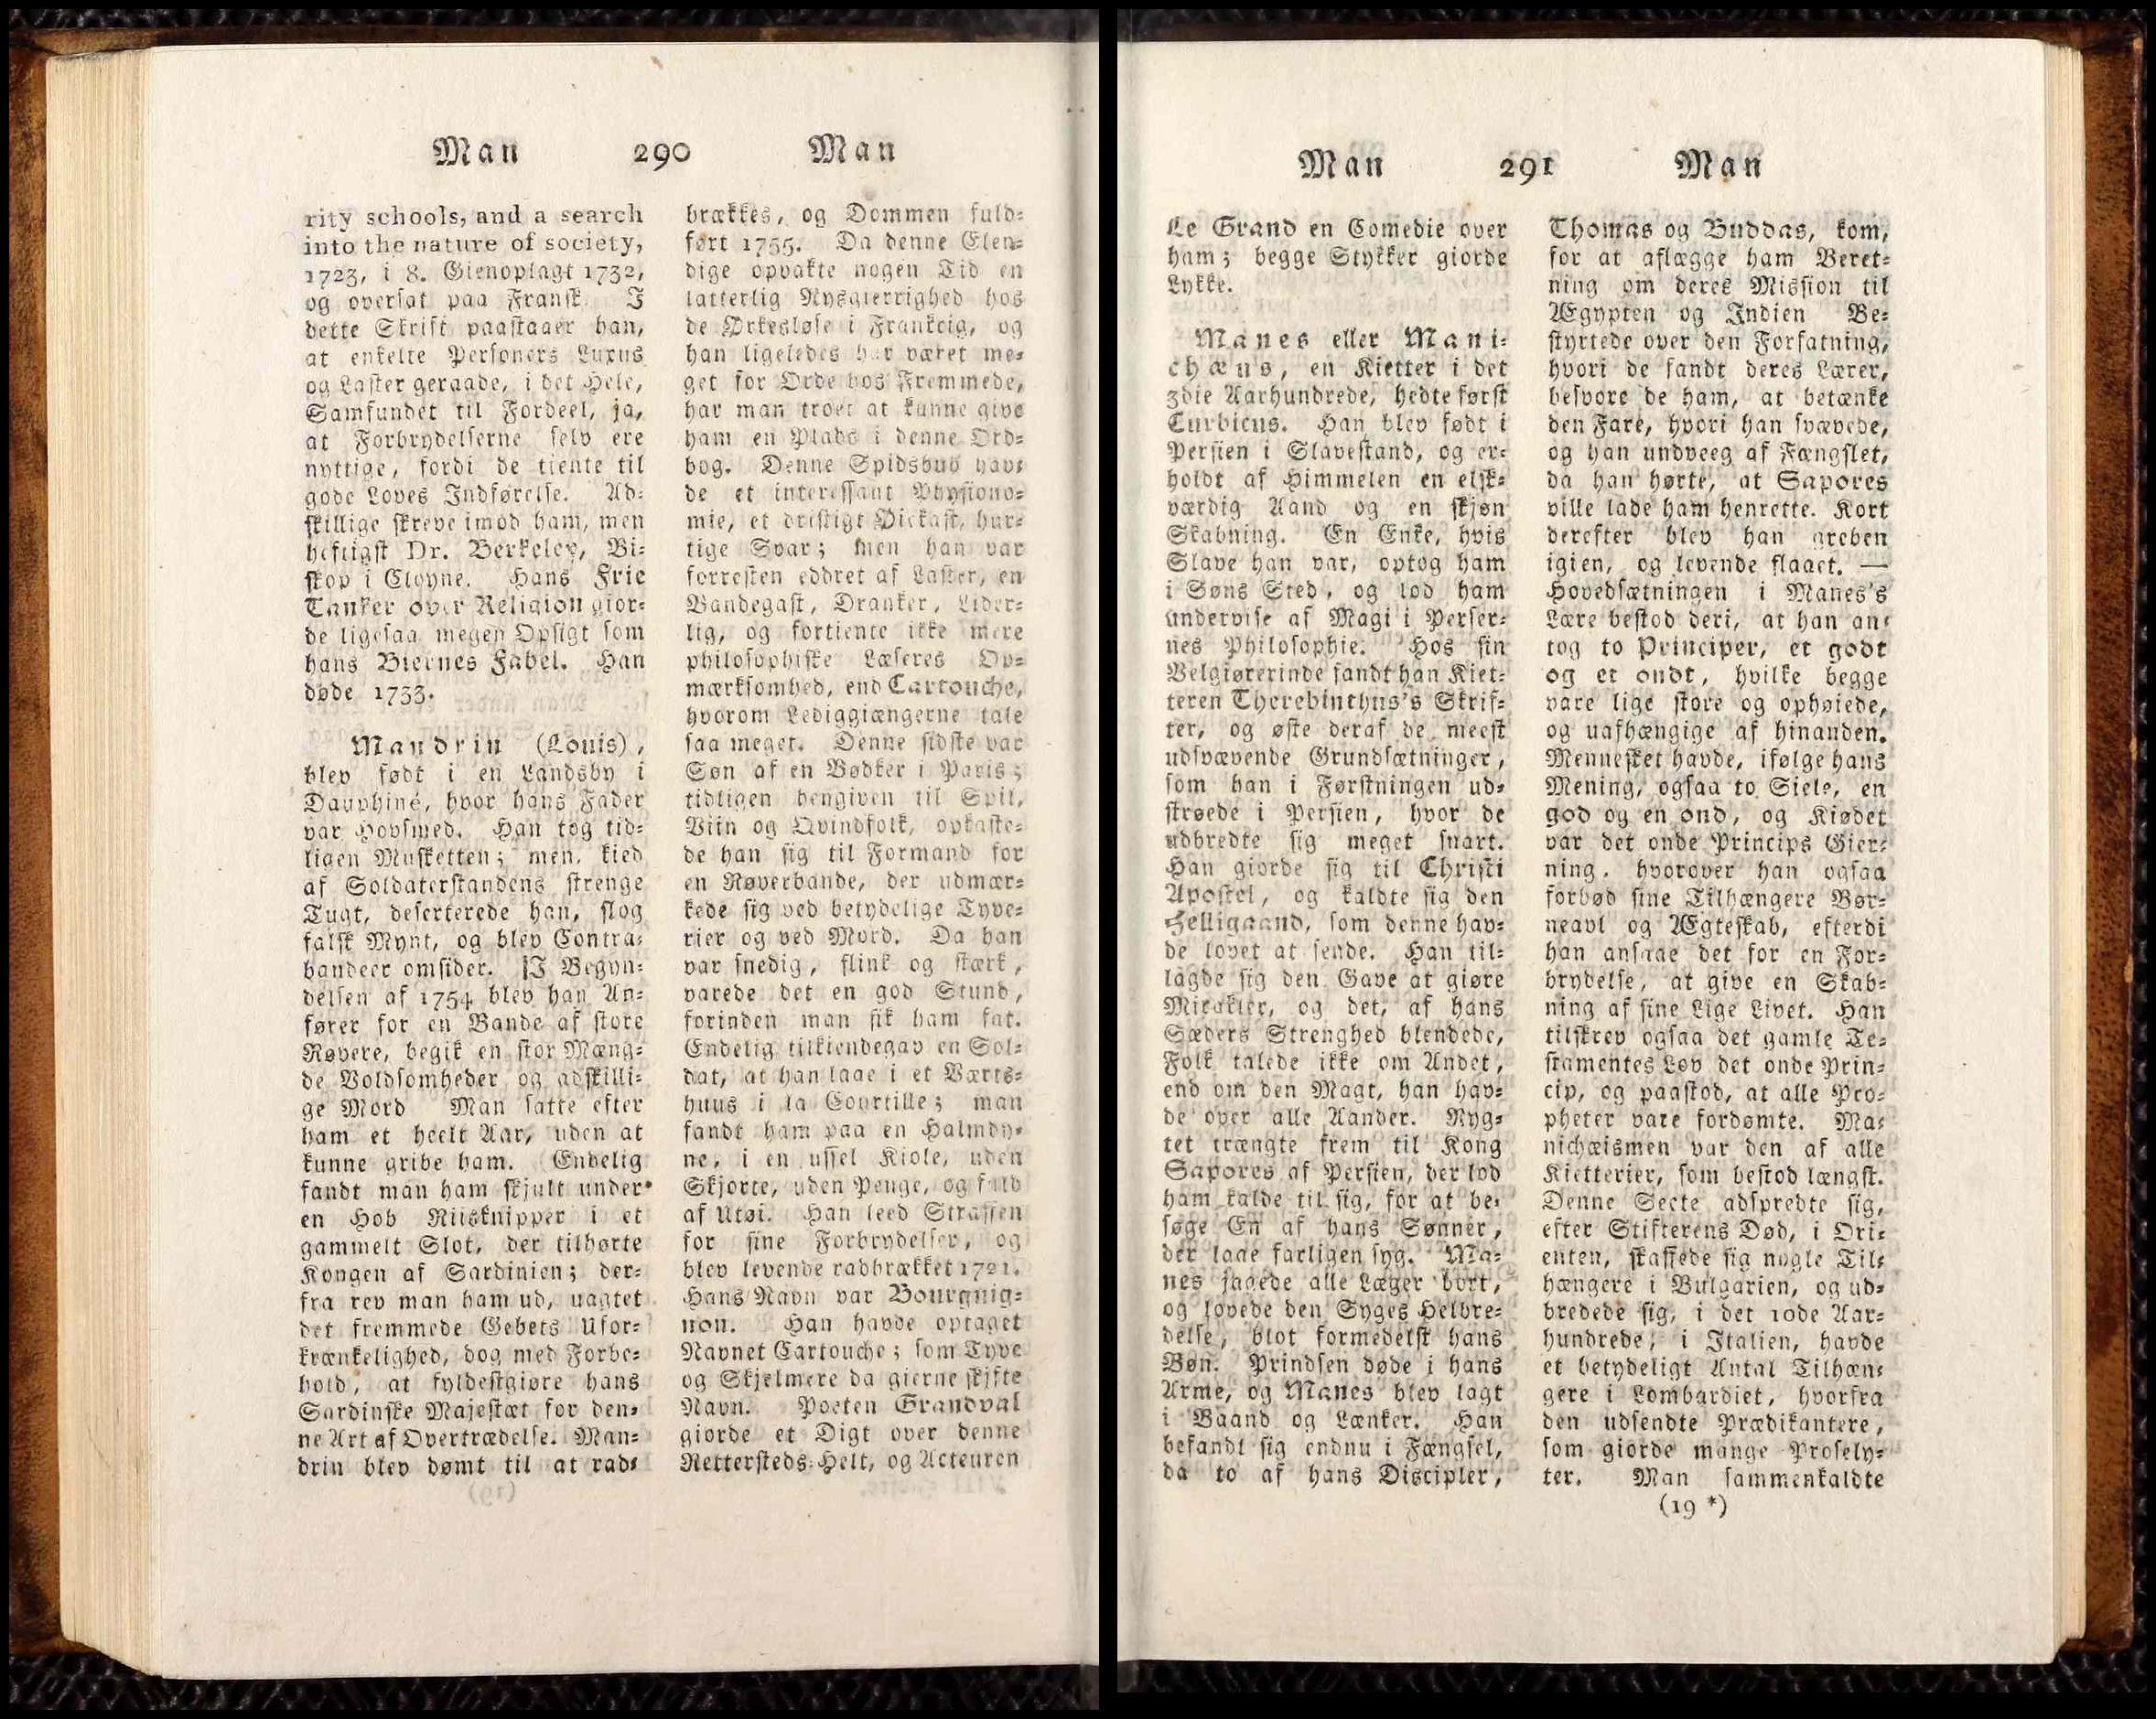 Man 290 Man
rity schools, and a search
into the nature of society,
1723, i 8. Gienoplagt 1732,
og oversat paa Fransk. I
dette Skrift paastaaer han,
at enkelte Personers Luxus
og Laster geraade, i det Hele,
Samfundet til Fordeel, ja,
at Forbrydelserne selv ere
nyttige, fordi de tiente til
gode Loves Indførelse. Ad-
skillige skreve imod ham, men
heftigst Dr. Berkeley, Bi-
skop i Cloyne. Hans Frie
Tanker over Religion gior-
de ligesaa megen Opsigt som
hans Biernes Fabel. Han
døde 1733.
Mandrin (Louis),
blev født i en Landsby i
Dauphiné, hvor hans Fader
var Hovsmed. Han tog tid-
ligen Musketten; men, kied
af Soldaterstandens strenge
Tugt, deserterede han, slog
falsk Mynt, og blev Contra-
bandeer omsider. I Begyn-
delsen af 1754 blev han An-
fører for en Bande af store
Røvere, begik en stor Mæng-
de Voldsomheder og adskilli-
ge Mord Man satte efter
ham et heelt Aar, uden at
kunne gribe ham. Endelig
fandt man ham skjult under
en Hob Riisknipper i et
gammelt Slot, der tilhørte
Kongen af Sardinien; der-
fra rev man ham ud, uagtet
det fremmede Gebets Ufor-
krænkelighed, dog med Forbe-
hold, at fyldestgiøre hans
Sardinske Majestæt for den-
ne Art af Overtrædelse. Man-
drin blev dømt til at rad-
brækkes, og Dommen fuld-
ført 1755. Da denne Elen-
dige opvakte nogen Tid en
latterlig Nysgierrighed hos
de Ørkesløse i Frankrig, og
han ligeledes har været me-
get for Orde hos Fremmede,
har man troet at kunne give
ham en Plads i denne Ord-
bog. Denne Spidsbub hav-
de et interessant Physiono-
mie, et dristigt Øiekast, hur-
tige Svar; men han var
forresten eddret af Laster, en
Bandegast, Dranker, Lider-
lig, og fortiente ikke mere
philosophiske Læseres Op-
mærksomhed, end Cartouche,
hvorom Lediggiængerne tale
saa meget. Denne sidste var
Søn af en Bødker i Paris;
tidligen hengiven til Spil,
Viin og Qvindfolk, opkaste-
de han sig til Formand for
en Røverbande, der udmær-
kede sig ved betydelige Tyve-
rier og ved Mord. Da han
var snedig, flink og stærk,
varede det en god Stund,
forinden man fik ham fat.
Endelig tilkiendegav en Sol-
dat, at han laae i et Værts-
huus i la Courtille; man
fandt ham paa en Halmdy-
ne, i en ussel Kiole, uden
Skjorte, uden Penge, og fuld
af Utøi. Han leed Straffen
for sine Forbrydelser, og
blev levende radbrækket 1721.
Hans Navn var Bourguig-
non. Han havde optaget
Navnet Cartouche; som Tyve
og Skjelmere da gierne skifte
Navn. Poeten Grandval
giorde et Digt over denne
Rettersteds-Helt, og Acteuren
Man 291 Man
Le Grand en Comedie over
ham; begge Stykker giorde
Lykke.
Manes eller Mani-
chæus, en Kietter i det
3die Aarhundrede, hedte først
Curbicus. Han blev født i
Persien i Slavestand, og er-
holdt af Himmelen en elsk-
værdig Aand og en skjøn
Skabning. En Enke, hvis
Slave han var, optog ham
i Søns Sted, og lod ham
undervise af Magi i Perser-
nes Philosophie. Hos sin
Velgiørerinde fandt han Kiet-
teren Therebinthus's Skrif-
ter, og øste deraf de meest
udsvævende Grundsætninger,
som han i Førstningen ud-
strøede i Persien, hvor de
udbredte sig meget snart.
Han giorde sig til Christi
Apostel, og kaldte sig den
Helligaand, som denne hav-
de lovet at sende. Han til-
lagde sig den Gave at giøre
Mirakler, og det, af hans
Sæders Strenghed blendede,
Folk talede ikke om Andet,
end om den Magt, han hav-
de over alle Aander. Ryg-
tet trængte frem til Kong
Sapores af Persien, der lod
ham kalde til sig, for at be-
søge En af hans Sønner,
der laae farligen syg. Ma-
nes jagede alle Læger bort,
og lovede den Syges Helbre-
delse, blot formedelst hans
Bøn. Prindsen døde i hans
Arme, og Manes blev lagt
i Baand og Lænker. Han
befandt sig endnu i Fængsel,
da to af hans Discipler,
Thomas og Buddas, kom,
for at aflægge ham Beret-
ning om deres Mission til
Ægypten og Indien Be-
styrtede over den Forfatning,
hvori de fandt deres Lærer,
besvore de ham, at betænke
den Fare, hvori han svævede,
og han undveeg af Fængslet,
da han hørte, at Sapores
ville lade ham henrette. Kort
derefter blev han greben
igien, og levende flaaet. —
Hovedsætningen i Manes's
Lære bestod deri, at han an-
tog to Principer, et godt
og et ondt, hvilke begge
vare lige store og ophøiede,
og uafhængige af hinanden.
Mennesket havde, ifølge hans
Mening, ogsaa to Siele, en
god og en ond, og Kiødet
var det onde Princips Gier-
ning, hvorover han ogsaa
forbød sine Tilhængere Bør-
neavl og Ægteskab, efterdi
han ansaae det for en For-
brydelse, at give en Skab-
ning af sine Lige Livet. Han
tilskrev ogsaa det gamle Te-
stamentes Lov det onde Prin-
cip, og paastod, at alle Pro-
pheter vare fordømte. Ma-
nichæismen var den af alle
Kietterier, som bestod længst.
Denne Secte adspredte sig,
efter Stifterens Død, i Ori-
enten, skaffede sig nogle Til-
hængere i Bulgarien, og ud-
bredede sig, i det 10de Aar-
hundrede, i Italien, havde
et betydeligt Antal Tilhæn-
gere i Lombardiet, hvorfra
den udsendte Prædikantere,
som giorde mange Prosely-
ter. Man sammenkaldte
(19 *)